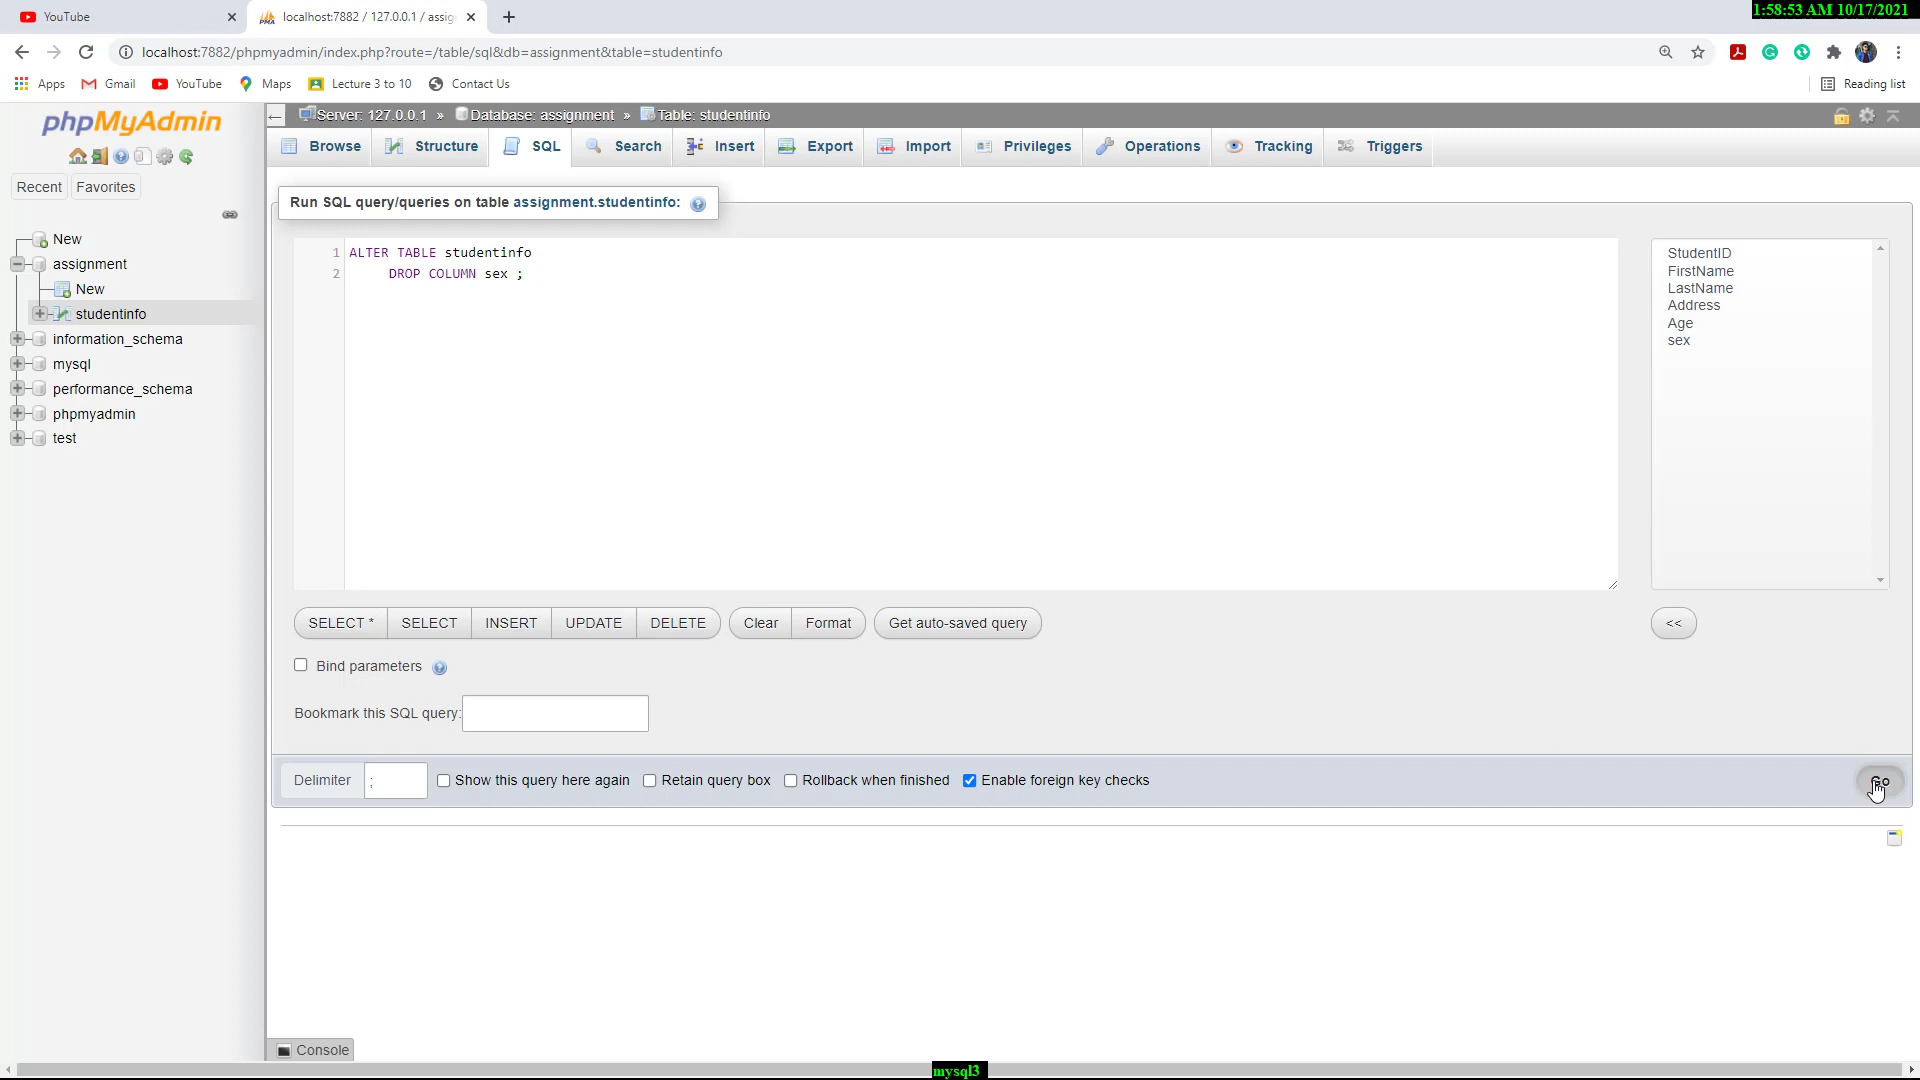 YouTube
localhost:7882 / 127.0.0.1 / assig
1:58:53 AM 10/17/2021
localhost:7882/phpmyadmin/index.php?route=/table/sql&db=assignment&table=studentinfo
Apps Gmail YouTube Maps Lecture 3 to 10 Contact Us Reading list
phpMyAdmin
Server: 127.0.0.1 » Database: assignment » Table: studentinfo
Browse Structure SQL Search Insert Export Import Privileges Operations Tracking Triggers
Recent Favorites
New
assignment
New
studentinfo
information_schema
mysql
performance_schema
phpmyadmin
test
Run SQL query/queries on table assignment.studentinfo:
1 ALTER TABLE studentinfo
2 DROP COLUMN sex ;
StudentID
FirstName
LastName
Address
Age
sex
SELECT * SELECT INSERT UPDATE DELETE Clear Format Get auto-saved query <<
Bind parameters
Bookmark this SQL query:
Delimiter ; Show this query here again Retain query box Rollback when finished Enable foreign key checks Go
Console
mysql3